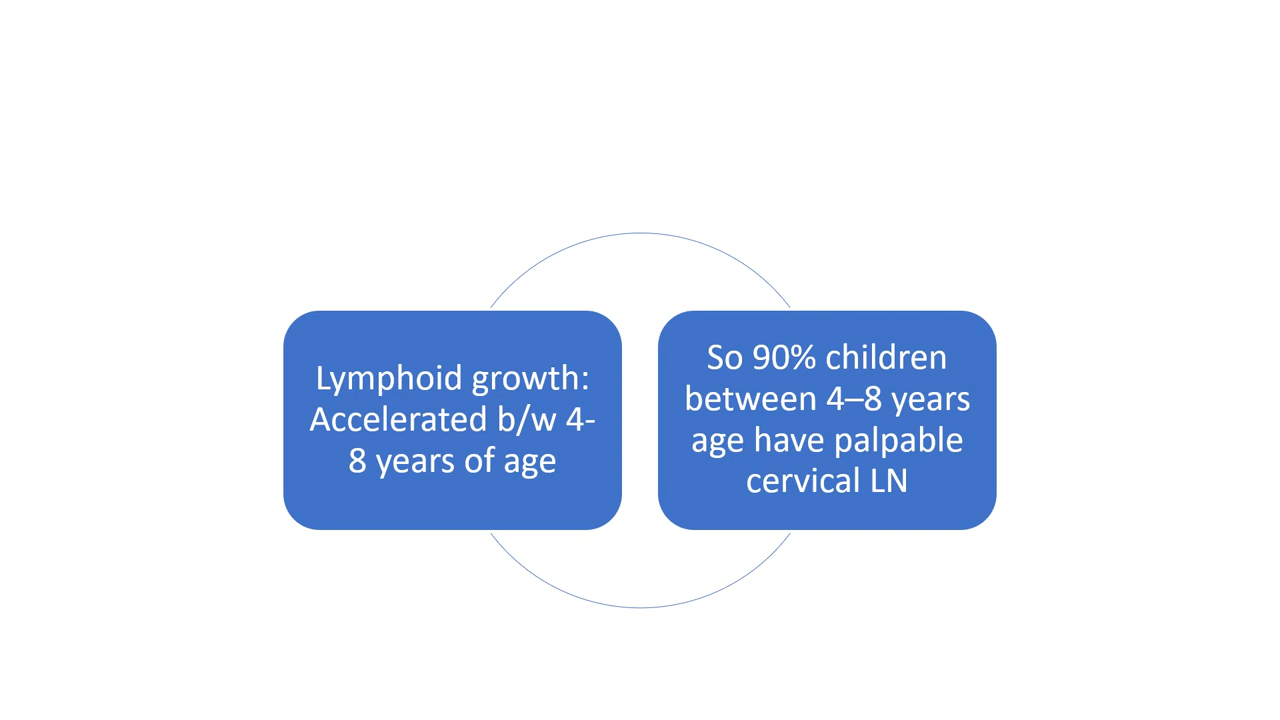 Lymphoid growth:
Accelerated b/w 4-
8 years of age
So 90% children
between 4–8 years
age have palpable
cervical LN